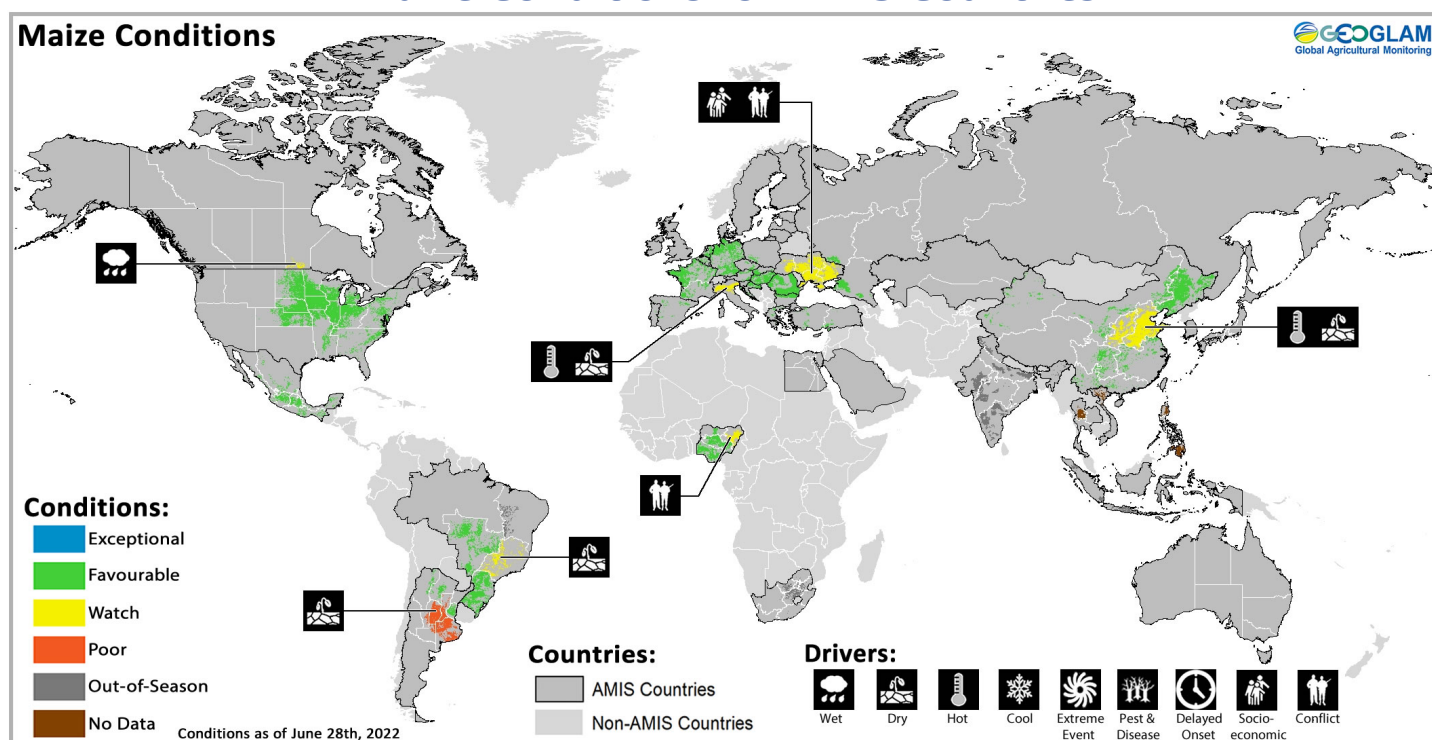 Maize Conditions
GEOGLAM
Global Agricultural Monitoring
Conditions:
Exceptional
Favourable
Watch
Poor
Out-of-Season
No Data
Conditions as of June 28th, 2022
Countries:
AMIS Countries
Non-AMIS Countries
Drivers:
Wet
Dry
Hot
Cool
Extreme
Event
Pest &
Disease
Delayed
Onset
Socio-
economic
Conflict